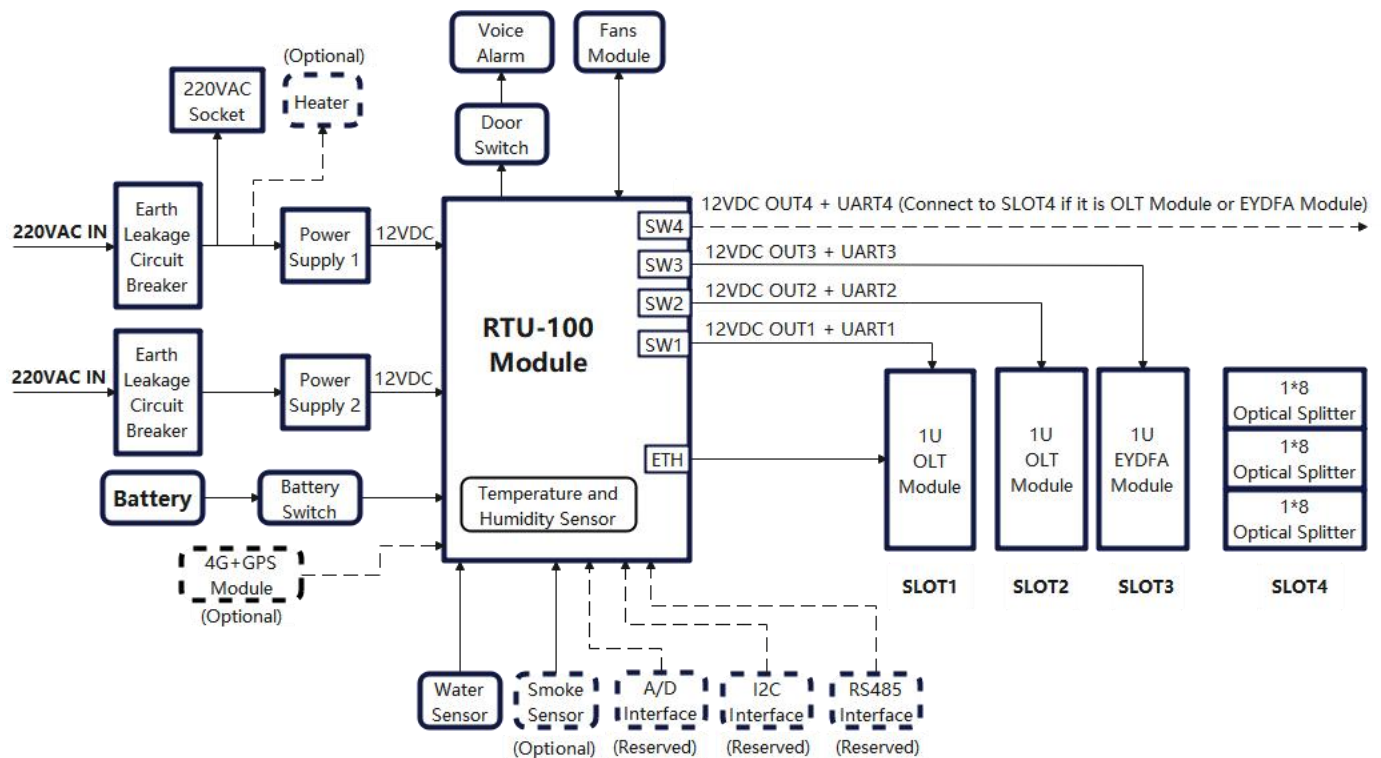 Voice
Alarm
Fans
Module
(Optional)
220VAC
Socket
Heater
Door
Switch
220VAC IN
Earth
Leakage
Circuit
Breaker
Power
Supply 1
12VDC
220VAC IN
Earth
Leakage
Circuit
Breaker
Power
Supply 2
12VDC
Battery
Battery
Switch
4G+GPS
Module
(Optional)
RTU-100
Module
Temperature and
Humidity Sensor
SW4
SW3
SW2
SW1
ETH
12VDC OUT4 + UART4 (Connect to SLOT4 if it is OLT Module or EYDFA Module)
12VDC OUT3 + UART3
12VDC OUT2 + UART2
12VDC OUT1 + UART1
1U
OLT
Module
SLOT1
1U
OLT
Module
SLOT2
1U
EYDFA
Module
SLOT3
1*8
Optical Splitter
1*8
Optical Splitter
1*8
Optical Splitter
SLOT4
Water
Sensor
Smoke
Sensor
(Optional)
A/D
Interface
(Reserved)
I2C
Interface
(Reserved)
RS485
Interface
(Reserved)